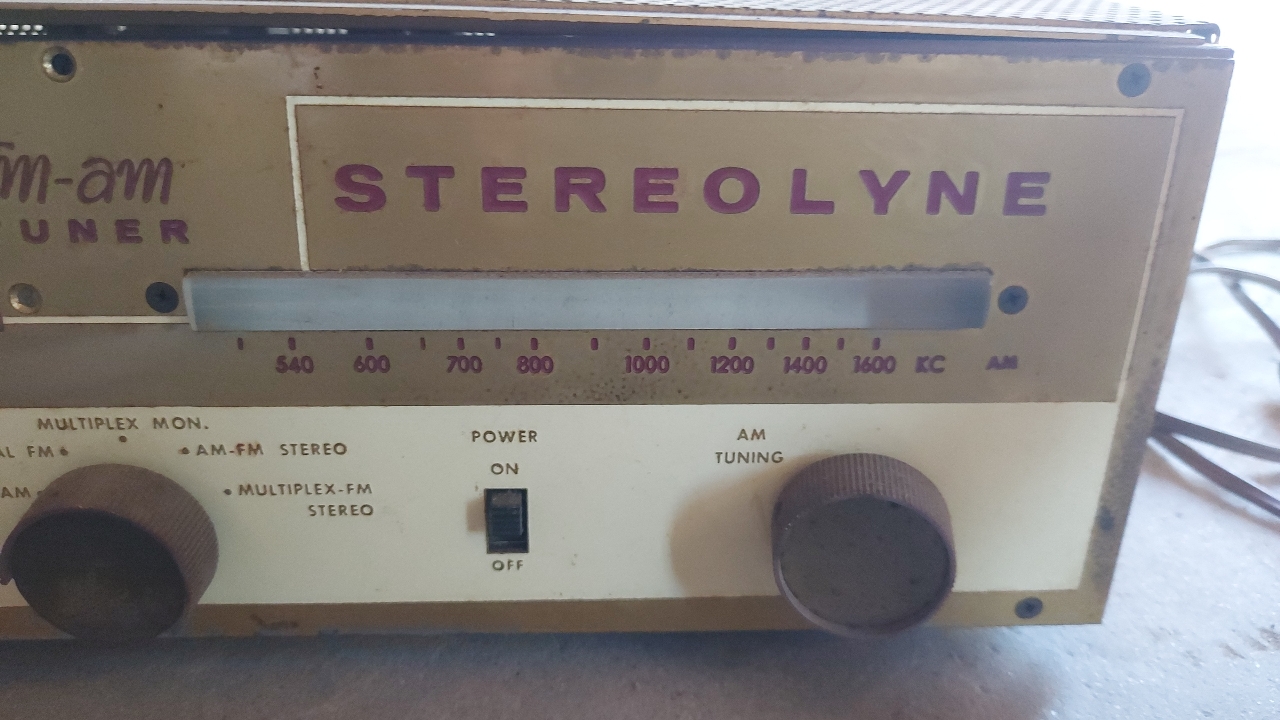 fm-am
TUNER
STEREOLYNE
540 600 700 800 1000 1200 1400 1600 KC AM
MULTIPLEX MON.
AL FM
AM-FM STEREO
AM
MULTIPLEX-FM
STEREO
POWER
ON
OFF
AM
TUNING